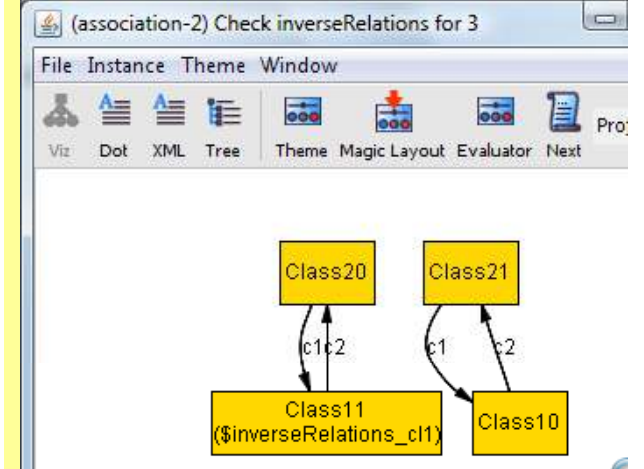 (association-2) Check inverseRelations for 3
File Instance Theme Window
Viz Dot XML Tree Theme Magic Layout Evaluator Next
Class20 Class21
c1 c2 c1 c2
Class11
($inverseRelations_cl1)
Class10